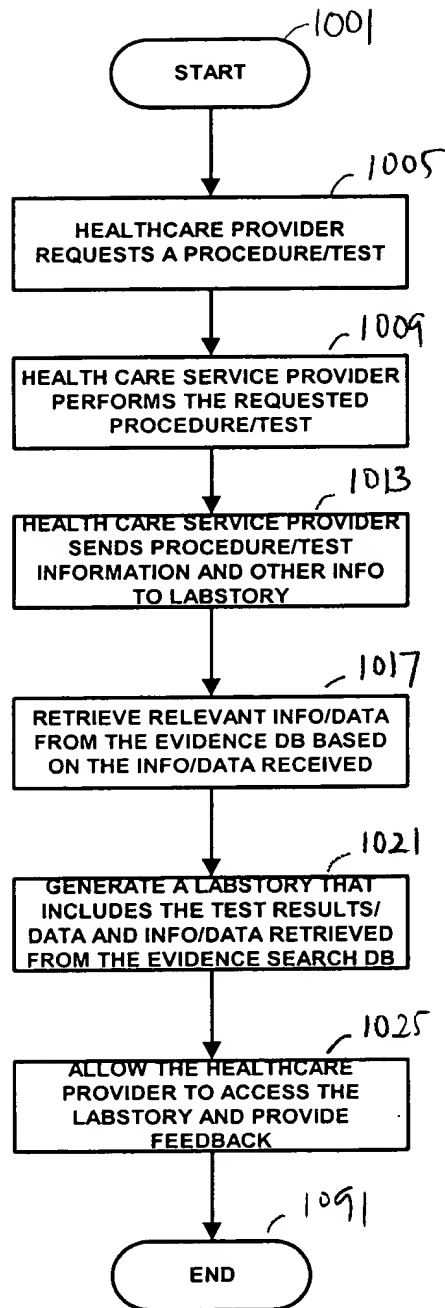 1001
START
1005
HEALTHCARE PROVIDER
REQUESTS A PROCEDURE/TEST
1009
HEALTH CARE SERVICE PROVIDER
PERFORMS THE REQUESTED
PROCEDURE/TEST
1013
HEALTH CARE SERVICE PROVIDER
SENDS PROCEDURE/TEST
INFORMATION AND OTHER INFO
TO LABSTORY
1017
RETRIEVE RELEVANT INFO/DATA
FROM THE EVIDENCE DB BASED
ON THE INFO/DATA RECEIVED
1021
GENERATE A LABSTORY THAT
INCLUDES THE TEST RESULTS/
DATA AND INFO/DATA RETRIEVED
FROM THE EVIDENCE SEARCH DB
1025
ALLOW THE HEALTHCARE
PROVIDER TO ACCESS THE
LABSTORY AND PROVIDE
FEEDBACK
1091
END